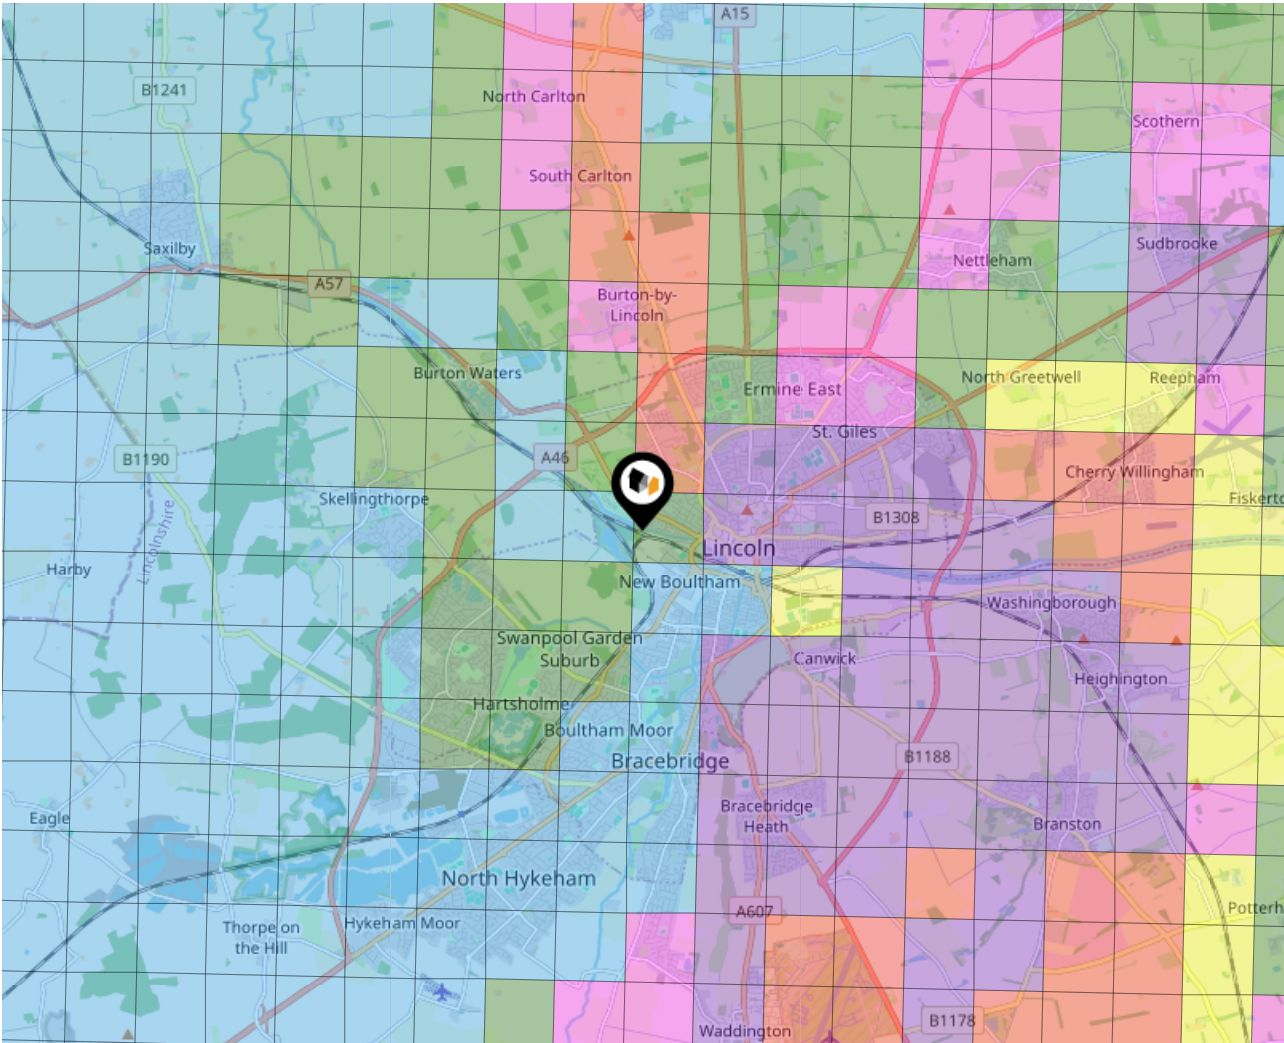 A15
B1241
North Carlton
Scothern
South Carlton
Saxilby
Sudbrooke
Nettleham
A57
Burton-by-
Lincoln
Burton Waters
Ermine East
North Greetwell
Reepham
St. Giles
B1190
A46
Cherry Willingham
Skellingthorpe
Fiskerto
B1308
Lincolnshire
Lincoln
Harby
New Boultham
Washingborough
Swanpool Garden
Suburb
Canwick
Heighington
Hartsholme
Boultham Moor
Bracebridge
B1188
Bracebridge
Heath
Eagle
Branston
North Hykeham
A607
Potterh
Thorpe on
the Hill
Hykeham Moor
B1178
Waddington